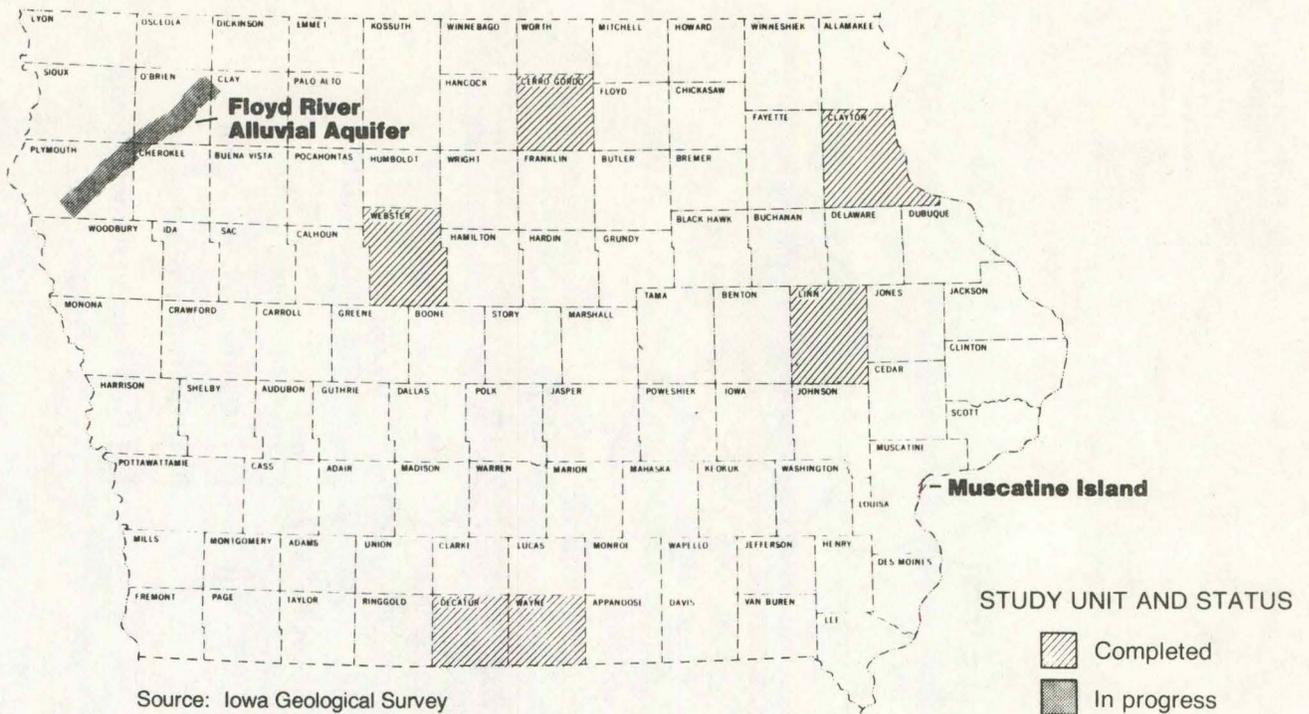 LYON OSCEOLA DICKINSON EMMET KOSSUTH WINNEBAGO WORTH MITCHELL HOWARD WINNESHIEK ALLAMAKEE
SIOUX O'BRIEN CLAY PALO ALTO HANCOCK CERRO GORDO FLOYD CHICKASAW
Floyd River
Alluvial Aquifer
FAYETTE CLAYTON
PLYMOUTH CHEROKEE BUENA VISTA POCAHONTAS HUMBOLDT WRIGHT FRANKLIN BUTLER BREMER
WEBSTER BLACK HAWK BUCHANAN DELAWARE DUBUQUE
WOODBURY IDA SAC CALHOUN HAMILTON HARDIN GRUNDY
TAMA BENTON LINN JONES JACKSON
MONONA CRAWFORD CARROLL GREENE BOONE STORY MARSHALL
CLINTON
CEDAR
HARRISON SHELBY AUDUBON GUTHRIE DALLAS POLK JASPER POWESHIEK IOWA JOHNSON
SCOTT
MUSCATINE
POTTAWATTAMIE CASS ADAIR MADISON WARREN MARION MAHASKA KEOKUK WASHINGTON
Muscatine Island
LOUISA
MILLS MONTGOMERY ADAMS UNION CLARKE LUCAS MONROE WAPELLO JEFFERSON HENRY
DES MOINES
FREMONT PAGE TAYLOR RINGGOLD DECATUR WAYNE APPANOOSE DAVIS VAN BUREN
STUDY UNIT AND STATUS
LEE
Completed
Source: Iowa Geological Survey
In progress